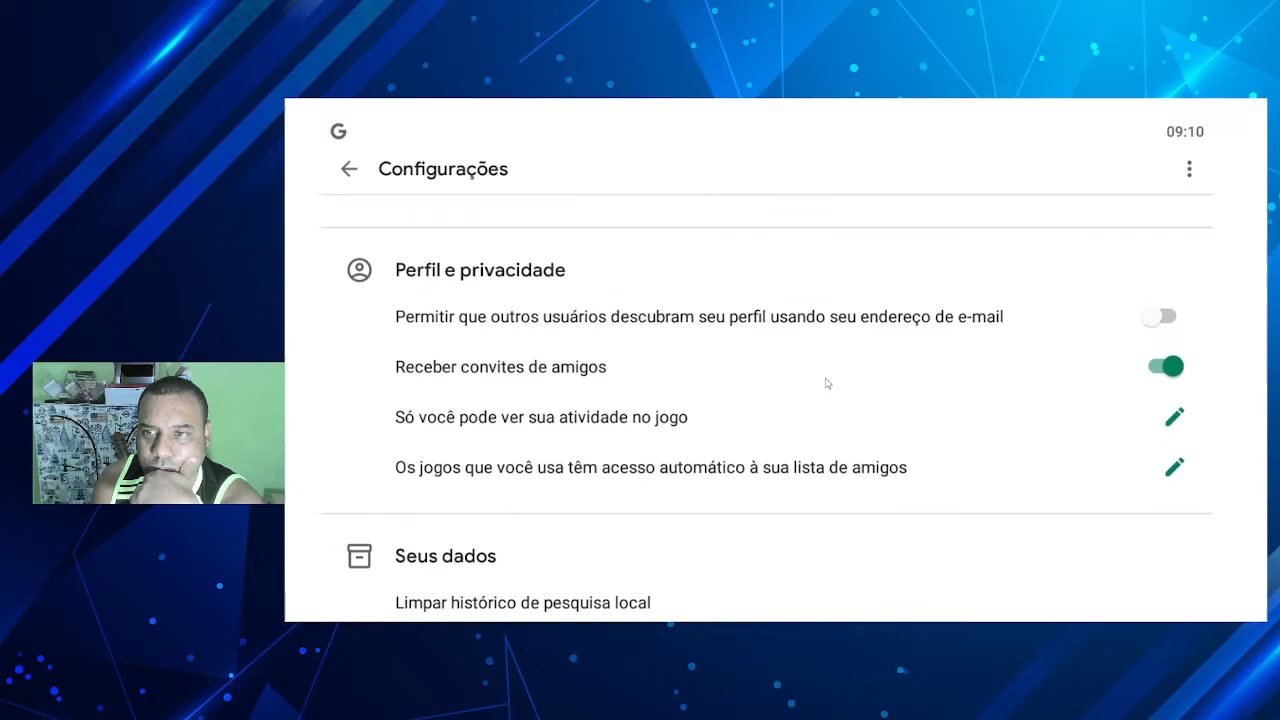 G
09:10
Configurações
Perfil e privacidade
Permitir que outros usuários descubram seu perfil usando seu endereço de e-mail
Receber convites de amigos
Só você pode ver sua atividade no jogo
Os jogos que você usa têm acesso automático à sua lista de amigos
Seus dados
Limpar histórico de pesquisa local